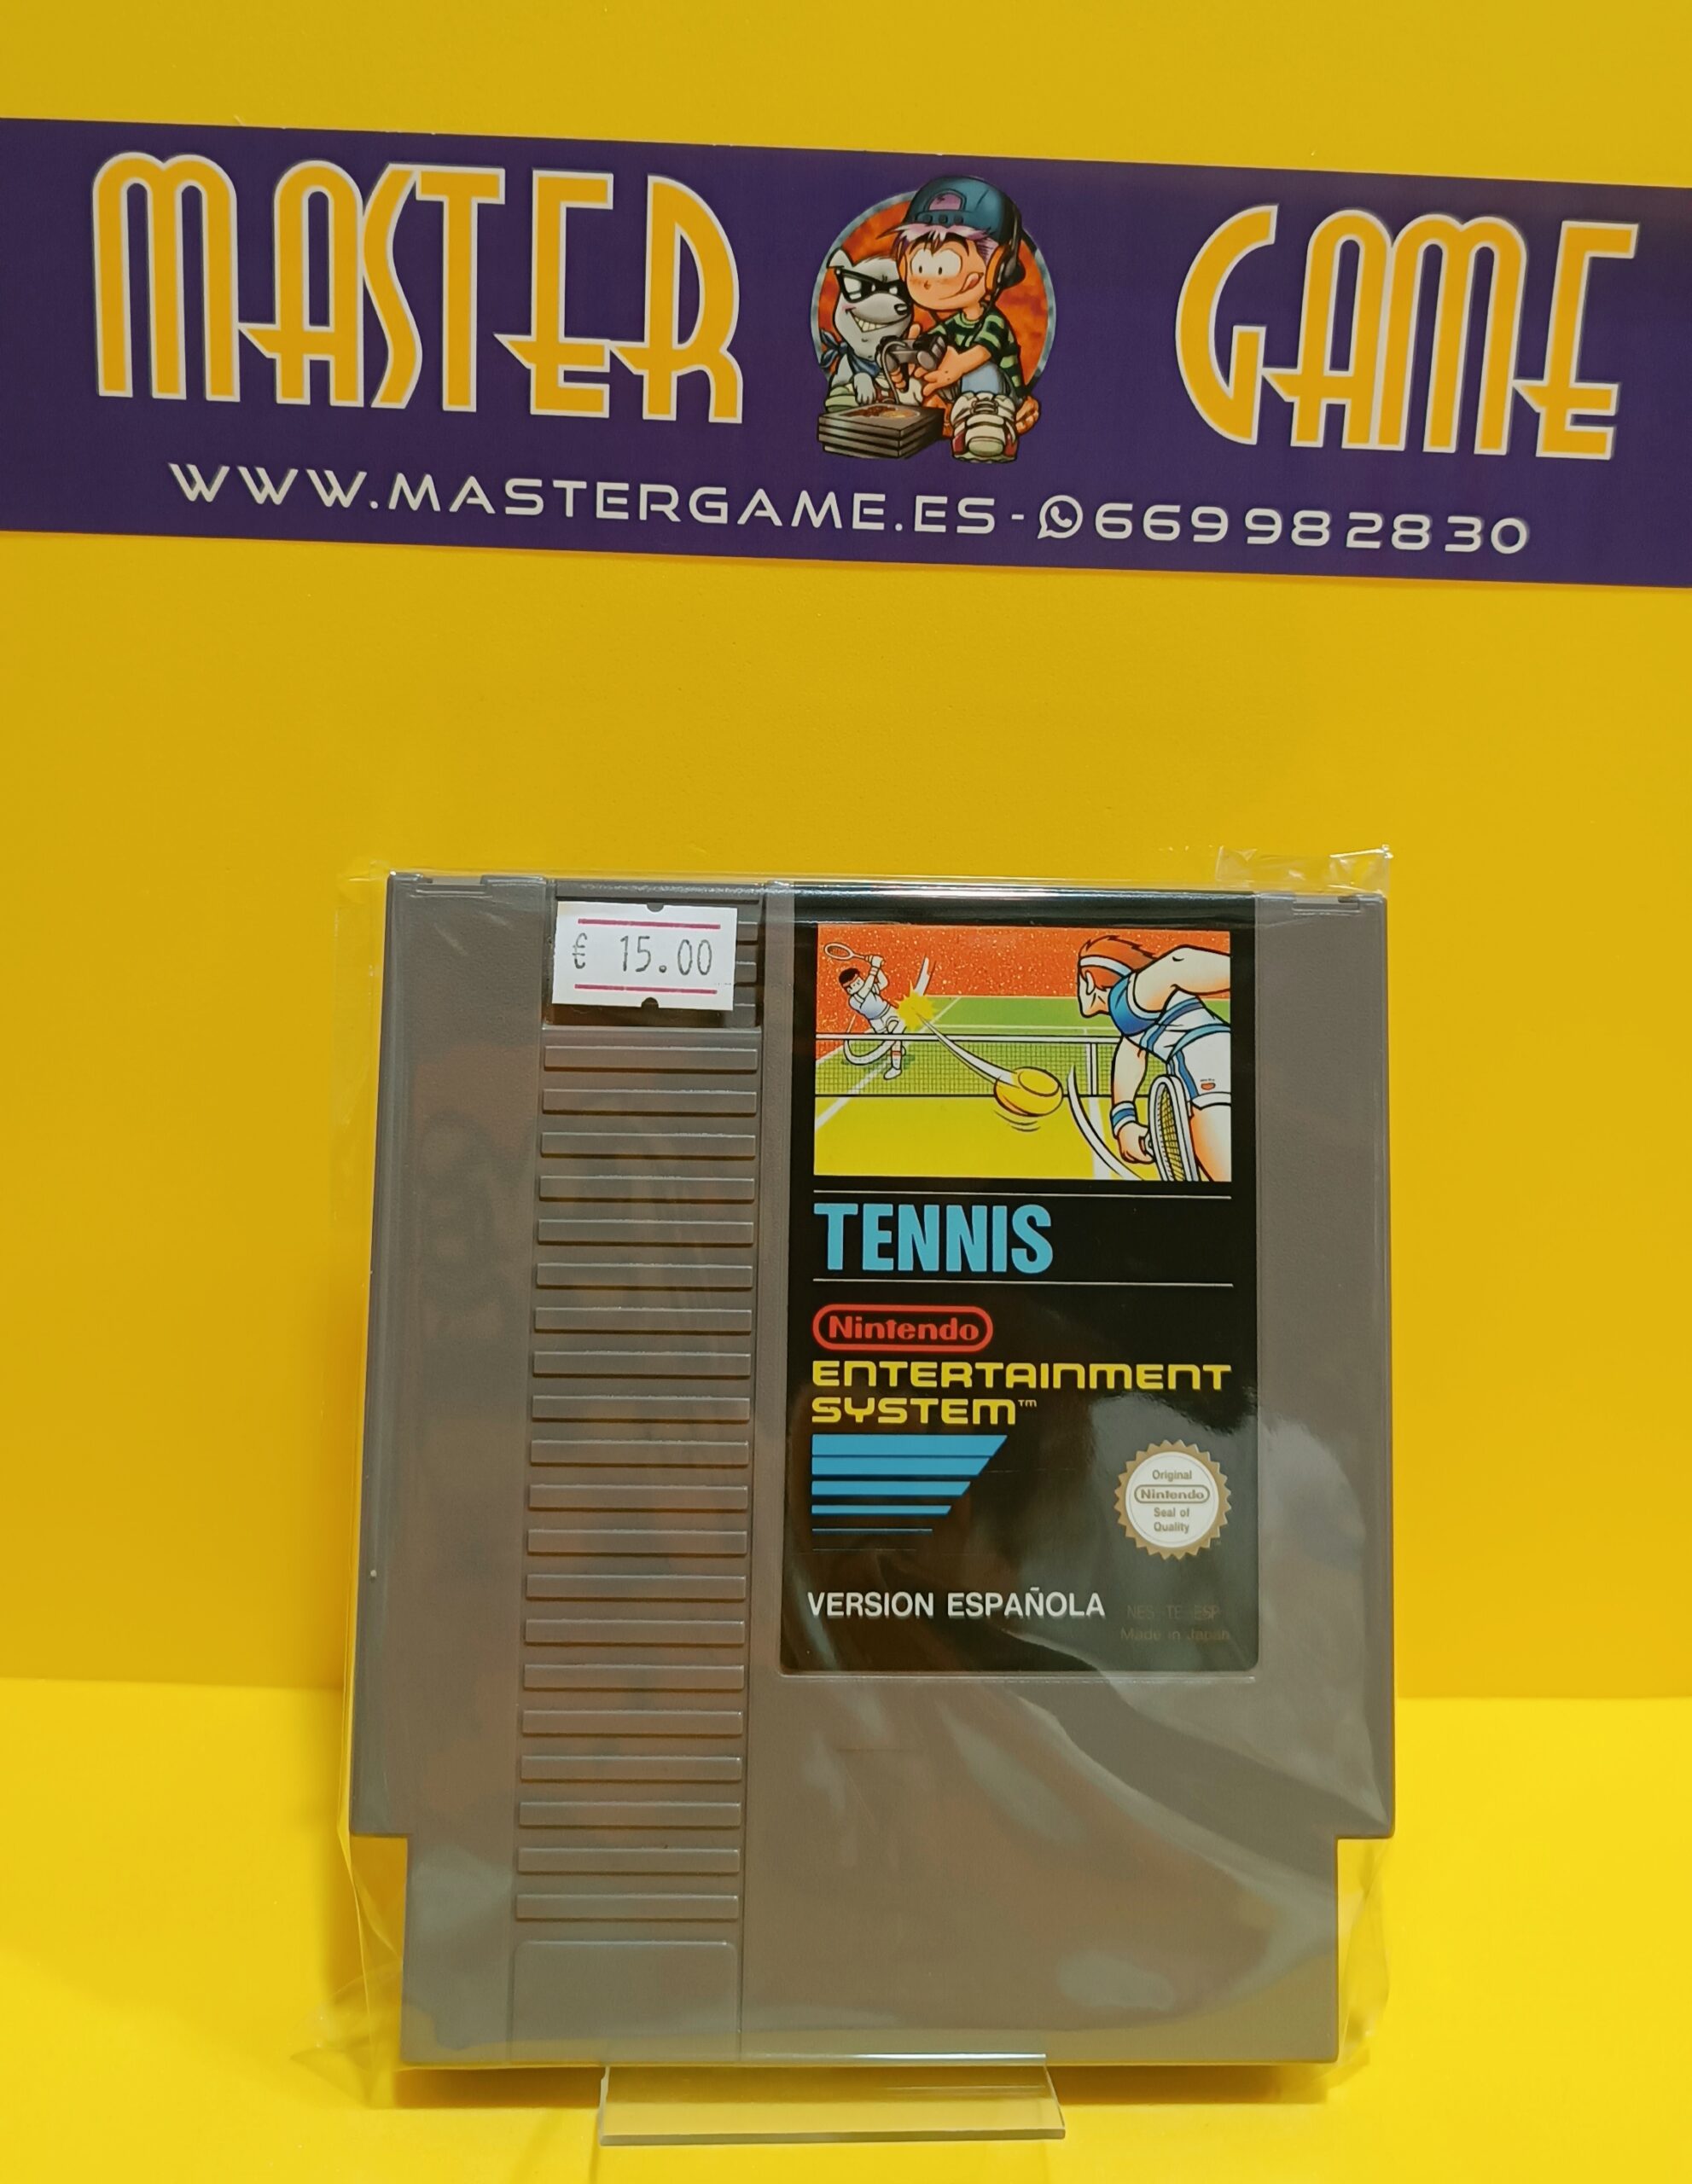 MASTER GAME
WWW.MASTERGAME.ES - 669982830
€ 15.00
TENNIS
Nintendo
ENTERTAINMENT
SYSTEM™
Original
Nintendo
Seal of
Quality
VERSION ESPAÑOLA
NES-TE-ESP
Made in Japan